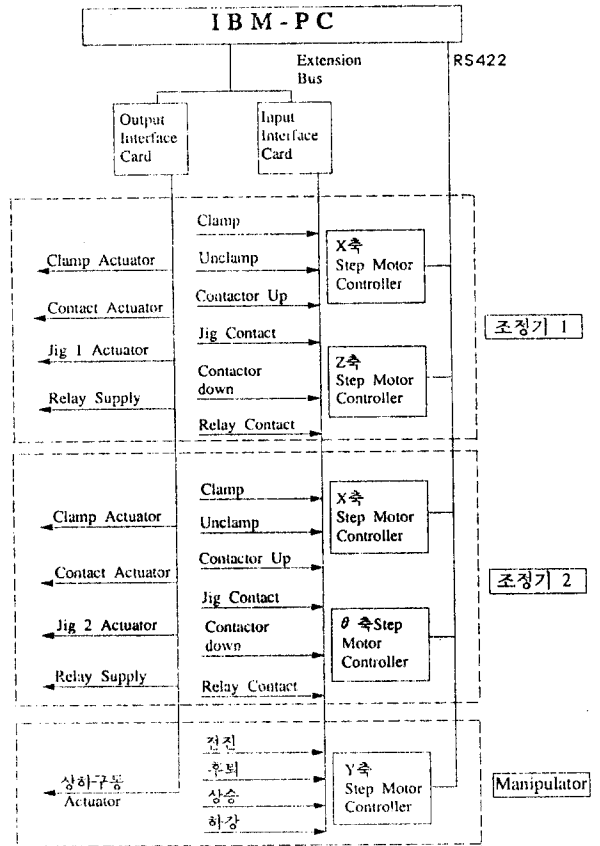 IBM-PC
Extension
Bus
RS422
Output
Interface
Card
Input
Interface
Card
Clamp
Unclamp
Contactor Up
Jig Contact
Contactor
down
Relay Contact
Clamp Actuator
Contact Actuator
Jig 1 Actuator
Relay Supply
X축
Step Motor
Controller
Z축
Step Motor
Controller
조정기 1
Clamp
Unclamp
Contactor Up
Jig Contact
Contactor
down
Relay Contact
Clamp Actuator
Contact Actuator
Jig 2 Actuator
Relay Supply
X축
Step Motor
Controller
θ 축Step
Motor
Controller
조정기 2
전진
후퇴
상승
하강
상하구동
Actuator
Y축
Step Motor
Controller
Manipulator